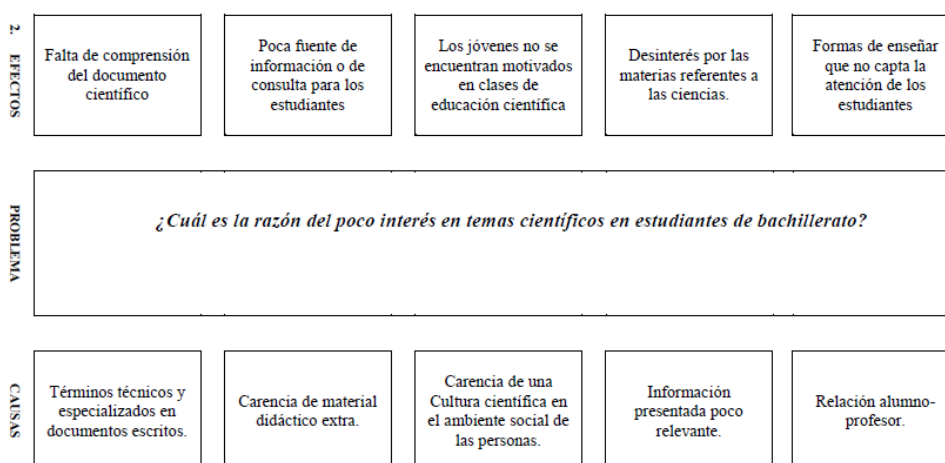 2. EFECTOS
Falta de comprensión
del documento
científico
Poca fuente de
información o de
consulta para los
estudiantes
Los jóvenes no se
encuentran motivados
en clases de
educación científica
Desinterés por las
materias referentes a
las ciencias.
Formas de enseñar
que no capta la
atención de los
estudiantes
PROBLEMA
¿Cuál es la razón del poco interés en temas científicos en estudiantes de bachillerato?
CAUSAS
Términos técnicos y
especializados en
documentos escritos.
Carencia de material
didáctico extra.
Carencia de una
Cultura científica en
el ambiente social de
las personas.
Información
presentada poco
relevante.
Relación alumno-
profesor.